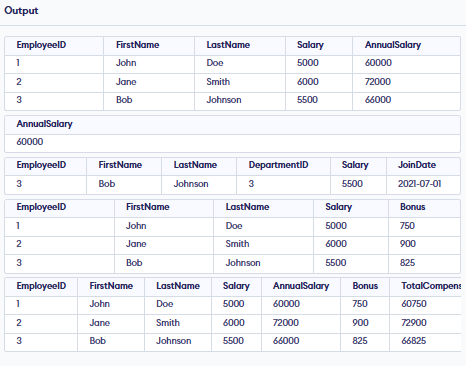 Output
EmployeeID FirstName LastName Salary AnnualSalary
1 John Doe 5000 60000
2 Jane Smith 6000 72000
3 Bob Johnson 5500 66000
AnnualSalary
60000
EmployeeID FirstName LastName DepartmentID Salary JoinDate
3 Bob Johnson 3 5500 2021-07-01
EmployeeID FirstName LastName Salary Bonus
1 John Doe 5000 750
2 Jane Smith 6000 900
3 Bob Johnson 5500 825
EmployeeID FirstName LastName Salary AnnualSalary Bonus TotalCompens
1 John Doe 5000 60000 750 60750
2 Jane Smith 6000 72000 900 72900
3 Bob Johnson 5500 66000 825 66825